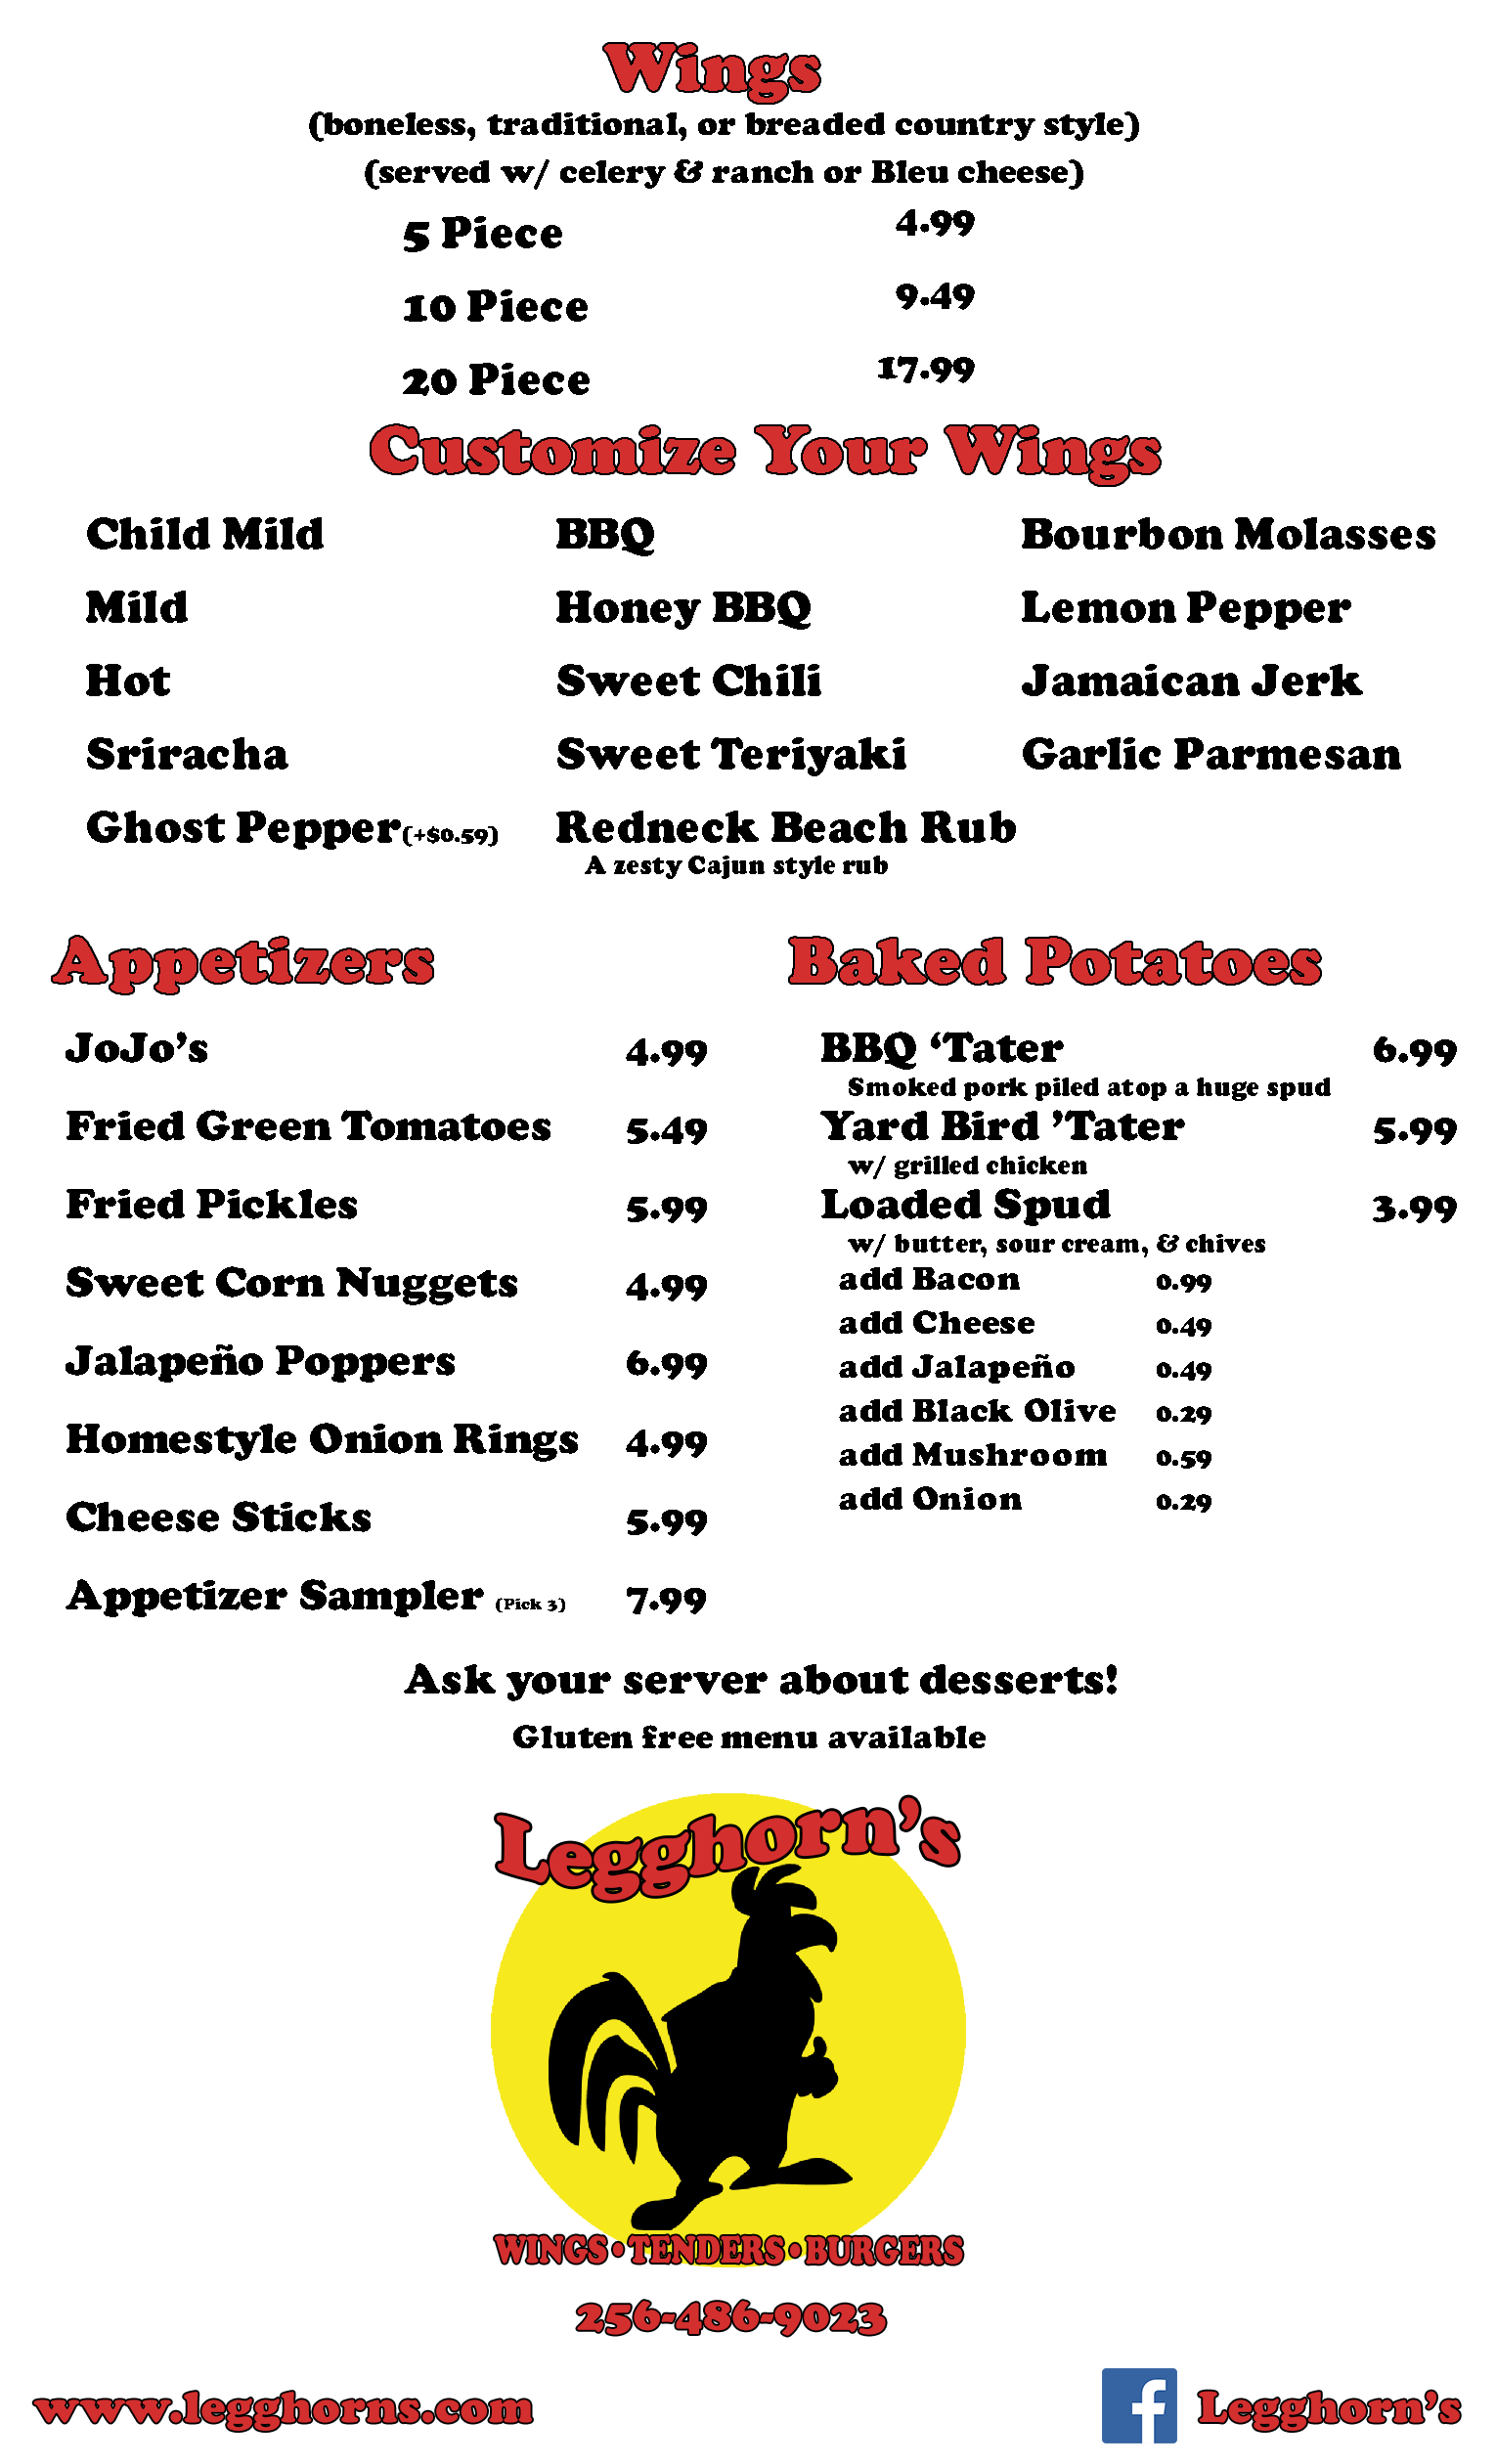 Wings
(boneless, traditional, or breaded country style)
(served w/ celery & ranch or Bleu cheese)
5 Piece 4.99
10 Piece 9.49
20 Piece 17.99
Customize Your Wings
Child Mild BBQ Bourbon Molasses
Mild Honey BBQ Lemon Pepper
Hot Sweet Chili Jamaican Jerk
Sriracha Sweet Teriyaki Garlic Parmesan
Ghost Pepper(+$0.59) Redneck Beach Rub
A zesty Cajun style rub
Appetizers
JoJo’s 4.99
Fried Green Tomatoes 5.49
Fried Pickles 5.99
Sweet Corn Nuggets 4.99
Jalapeño Poppers 6.99
Homestyle Onion Rings 4.99
Cheese Sticks 5.99
Appetizer Sampler (Pick 3) 7.99
Baked Potatoes
BBQ ‘Tater 6.99
Smoked pork piled atop a huge spud
Yard Bird ’Tater 5.99
w/ grilled chicken
Loaded Spud 3.99
w/ butter, sour cream, & chives
add Bacon 0.99
add Cheese 0.49
add Jalapeño 0.49
add Black Olive 0.29
add Mushroom 0.59
add Onion 0.29
Ask your server about desserts!
Gluten free menu available
Legghorn’s
WINGS•TENDERS•BURGERS
256-486-9023
www.legghorns.com
f Legghorn’s